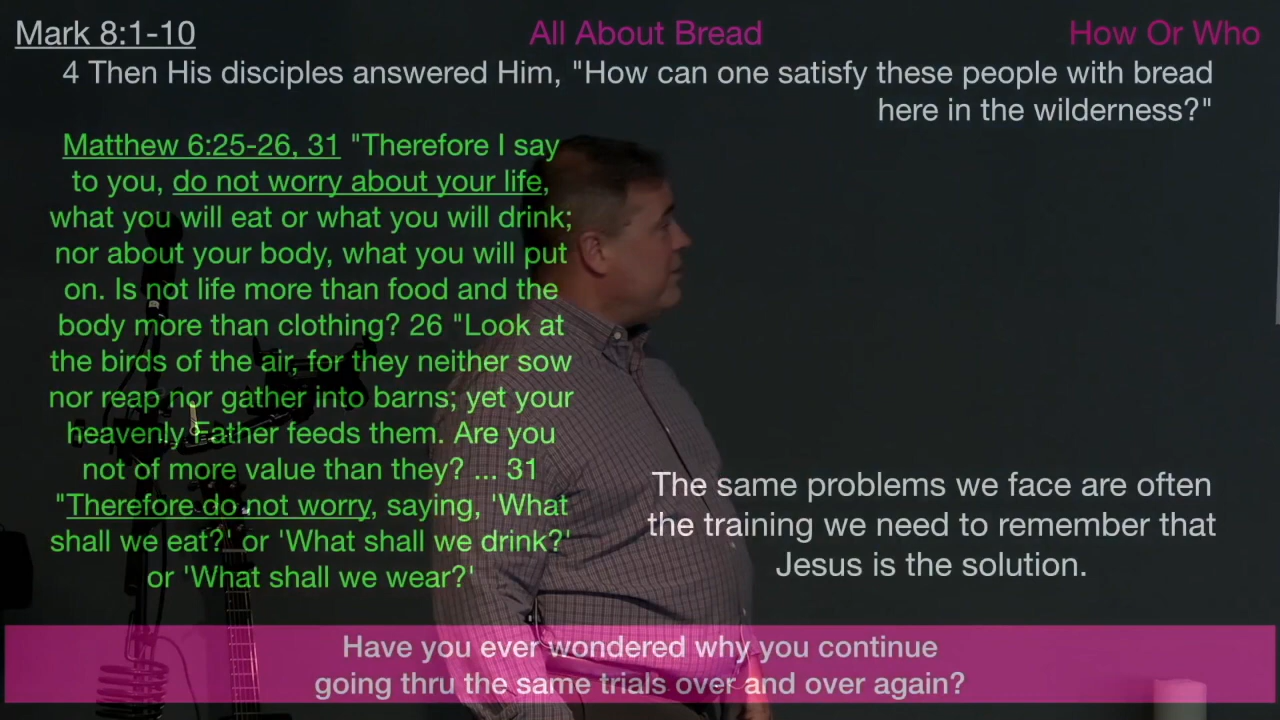 Mark 8:1-10
All About Bread
How Or Who
4 Then His disciples answered Him, "How can one satisfy these people with bread
here in the wilderness?"
Matthew 6:25-26, 31 "Therefore I say
to you, do not worry about your life,
what you will eat or what you will drink;
nor about your body, what you will put
on. Is not life more than food and the
body more than clothing? 26 "Look at
the birds of the air, for they neither sow
nor reap nor gather into barns; yet your
heavenly Father feeds them. Are you
not of more value than they? ... 31
"Therefore do not worry, saying, 'What
shall we eat?' or 'What shall we drink?'
or 'What shall we wear?'
The same problems we face are often
the training we need to remember that
Jesus is the solution.
Have you ever wondered why you continue
going thru the same trials over and over again?